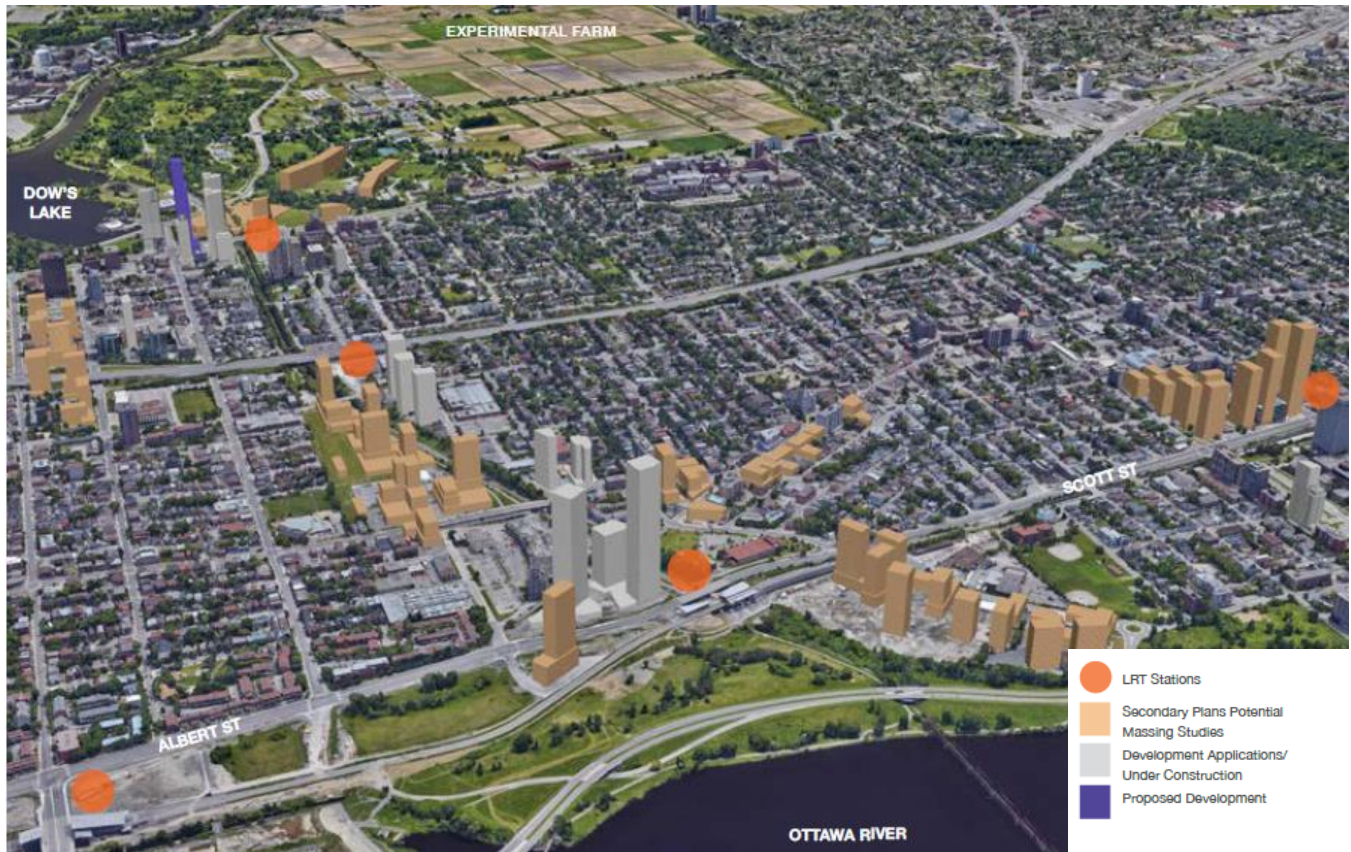 EXPERIMENTAL FARM
DOW'S
LAKE
SCOTT ST
ALBERT ST
OTTAWA RIVER
LRT Stations
Secondary Plans Potential
Massing Studies
Development Applications/
Under Construction
Proposed Development